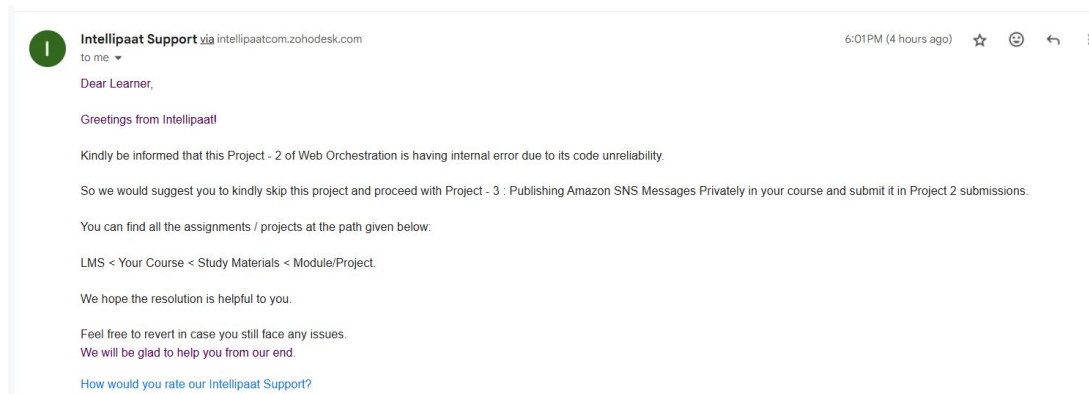 I
Intellipaat Support via intellipaatcom.zohodesk.com
6:01 PM (4 hours ago)
to me
Dear Learner,
Greetings from Intellipaat!
Kindly be informed that this Project - 2 of Web Orchestration is having internal error due to its code unreliability.
So we would suggest you to kindly skip this project and proceed with Project - 3 : Publishing Amazon SNS Messages Privately in your course and submit it in Project 2 submissions.
You can find all the assignments / projects at the path given below:
LMS < Your Course < Study Materials < Module/Project.
We hope the resolution is helpful to you.
Feel free to revert in case you still face any issues.
We will be glad to help you from our end.
How would you rate our Intellipaat Support?